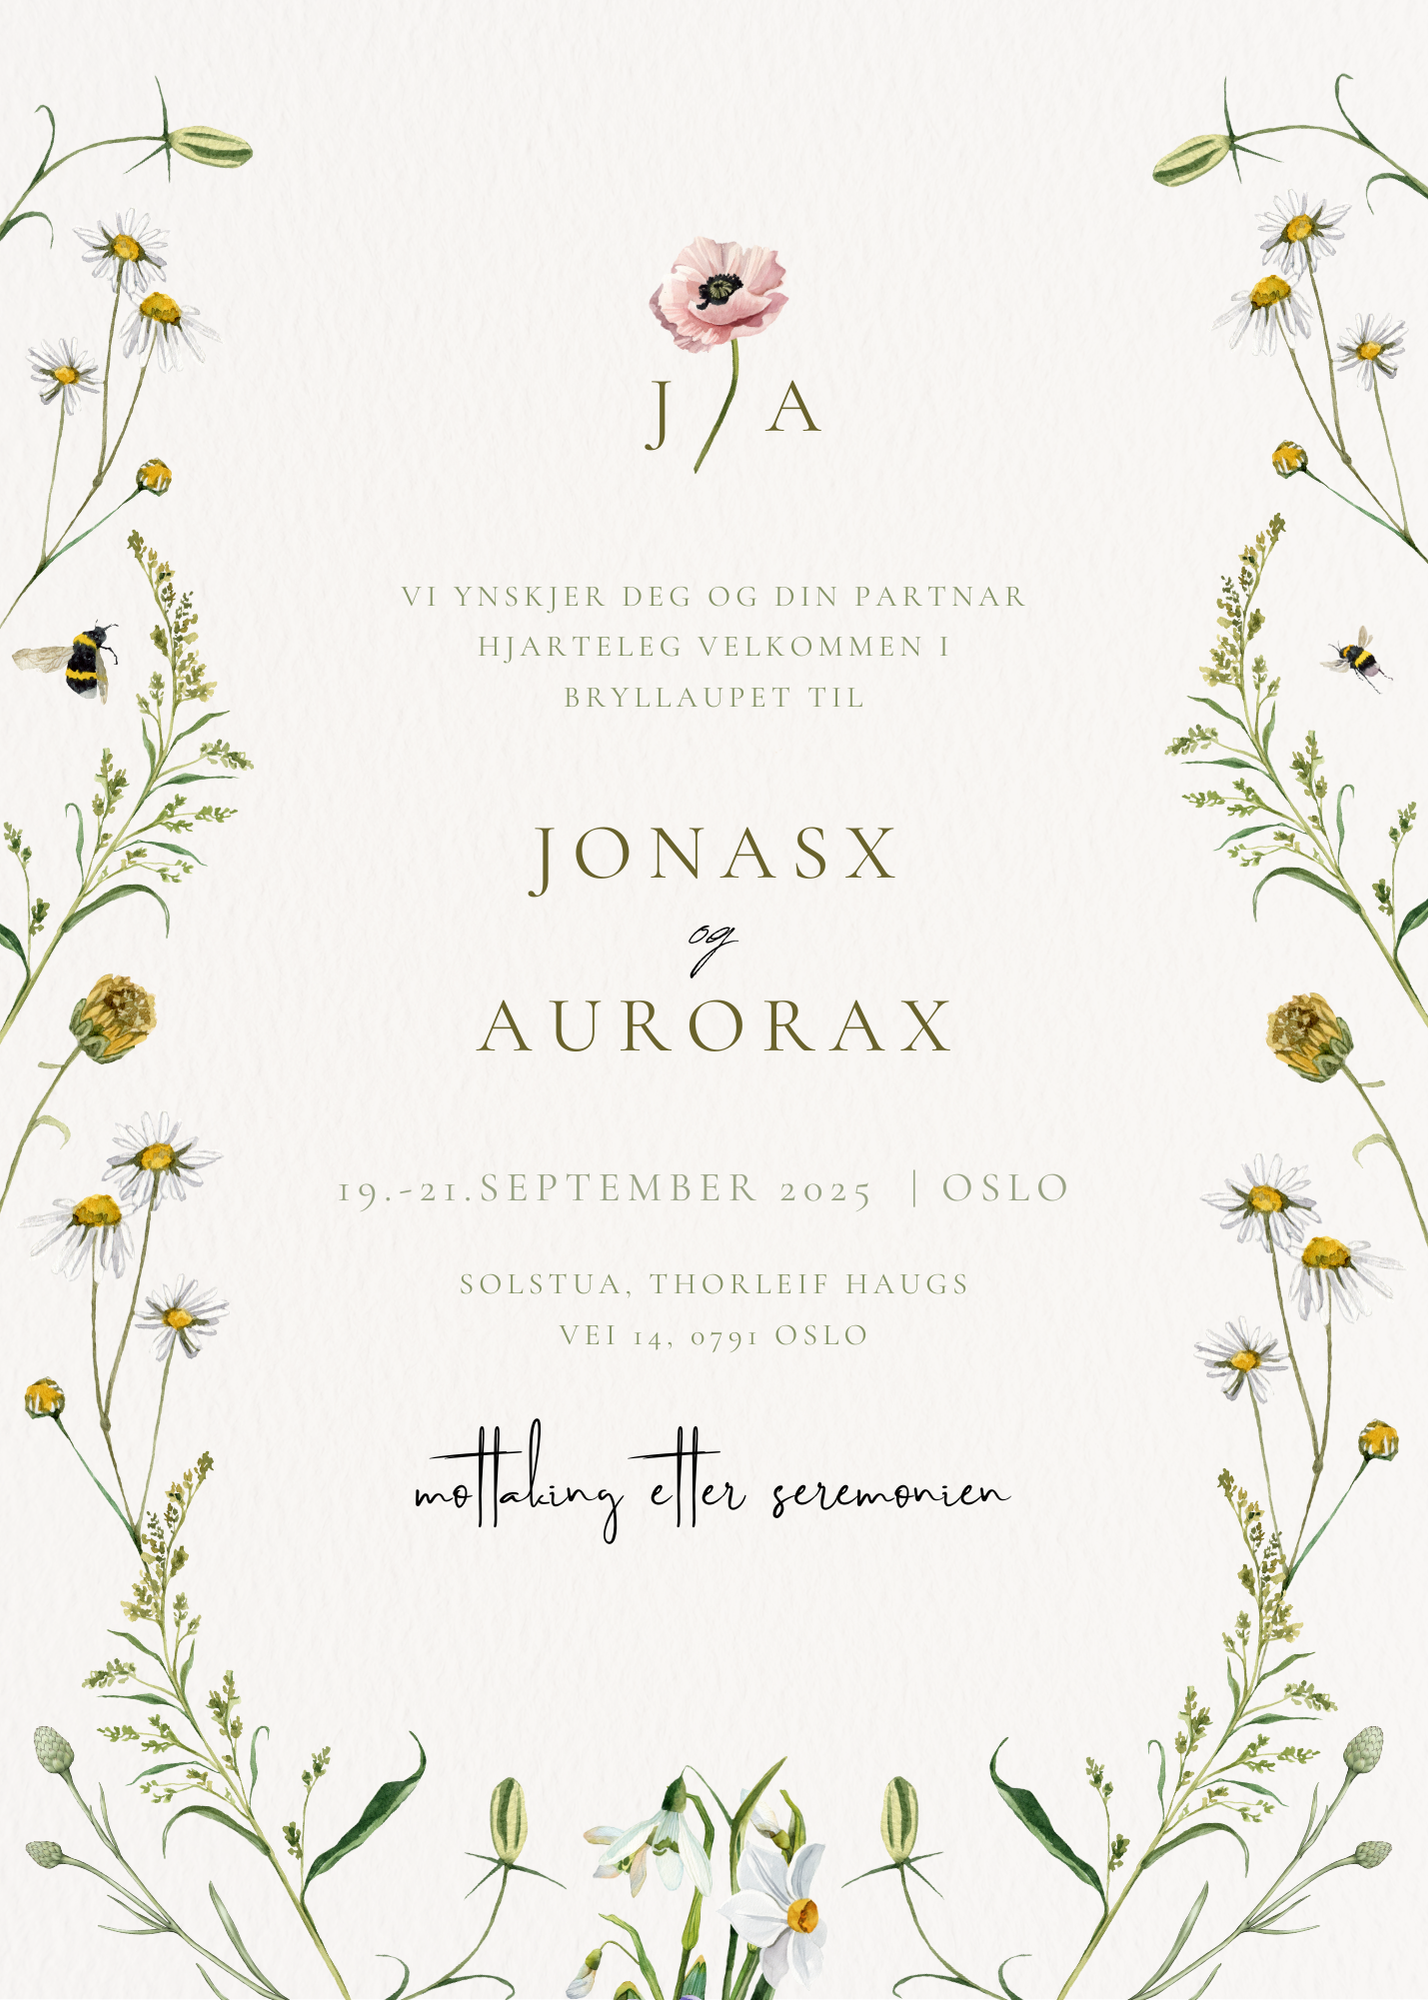 J A
VI YNSKJER DEG OG DIN PARTNAR
HJARTELEG VELKOMMEN I
BRYLLAUPET TIL
JONASX
og
AURORAX
19.-21.SEPTEMBER 2025 | OSLO
SOLSTUA, THORLEIF HAUGS
VEI 14, 0791 OSLO
mottaking etter seremonien